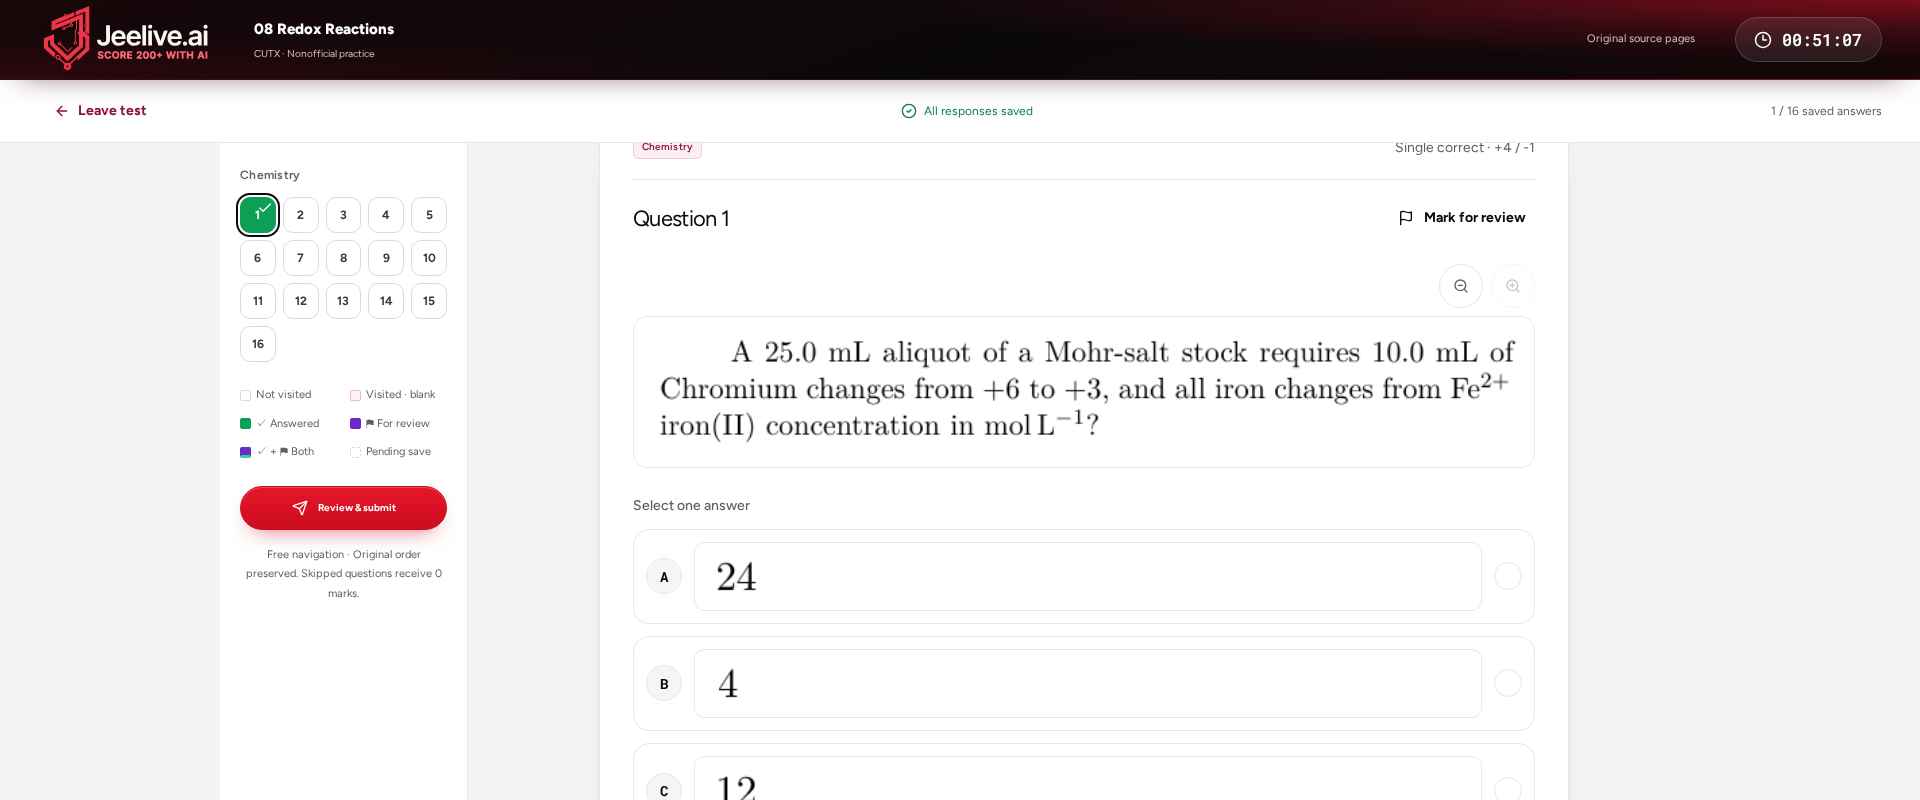 Jeelive.ai
SCORE 200+ WITH AI
08 Redox Reactions
CUTX · Nonofficial practice
Original source pages
00:51:07
Leave test
All responses saved
1 / 16 saved answers
Chemistry
1 2 3 4 5
6 7 8 9 10
11 12 13 14 15
16
Not visited
Visited · blank
✓ Answered
For review
✓ + Both
Pending save
Review & submit
Free navigation · Original order
preserved. Skipped questions receive 0
marks.
Chemistry
Single correct · +4 / -1
Question 1
Mark for review
A 25.0 mL aliquot of a Mohr-salt stock requires 10.0 mL of
Chromium changes from +6 to +3, and all iron changes from Fe²⁺
iron(II) concentration in mol L⁻¹?
Select one answer
A 24
B 4
C 12